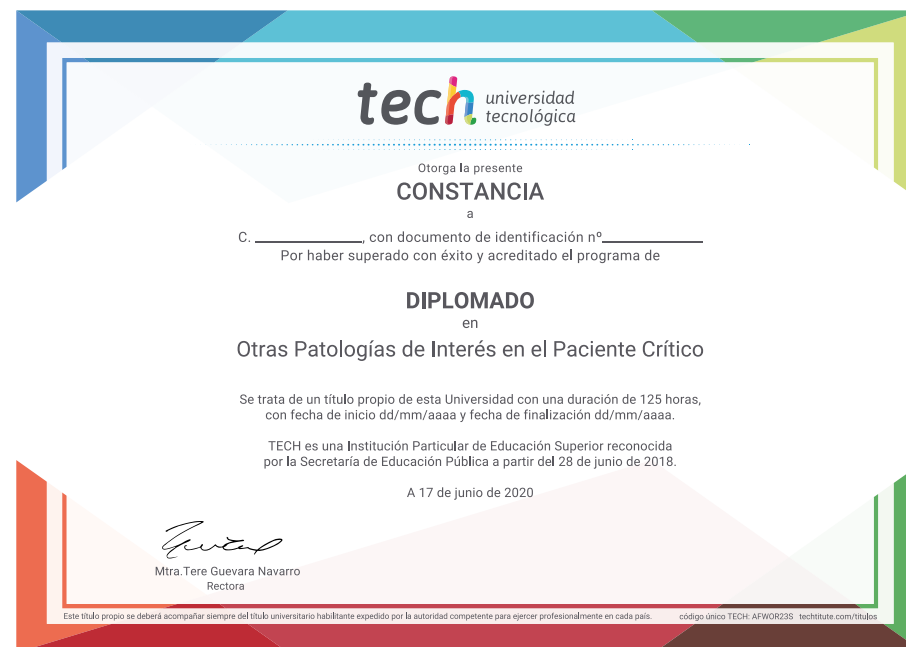 tech universidad
tecnológica
Otorga la presente
CONSTANCIA
a
C. ____________, con documento de identificación nº____________
Por haber superado con éxito y acreditado el programa de
DIPLOMADO
en
Otras Patologías de Interés en el Paciente Crítico
Se trata de un título propio de esta Universidad con una duración de 125 horas,
con fecha de inicio dd/mm/aaaa y fecha de finalización dd/mm/aaaa.
TECH es una Institución Particular de Educación Superior reconocida
por la Secretaría de Educación Pública a partir del 28 de junio de 2018.
A 17 de junio de 2020
Mtra.Tere Guevara Navarro
Rectora
Este título propio se deberá acompañar siempre del título universitario habilitante expedido por la autoridad competente para ejercer profesionalmente en cada país. código único TECH: AFWOR23S techtitute.com/titulos